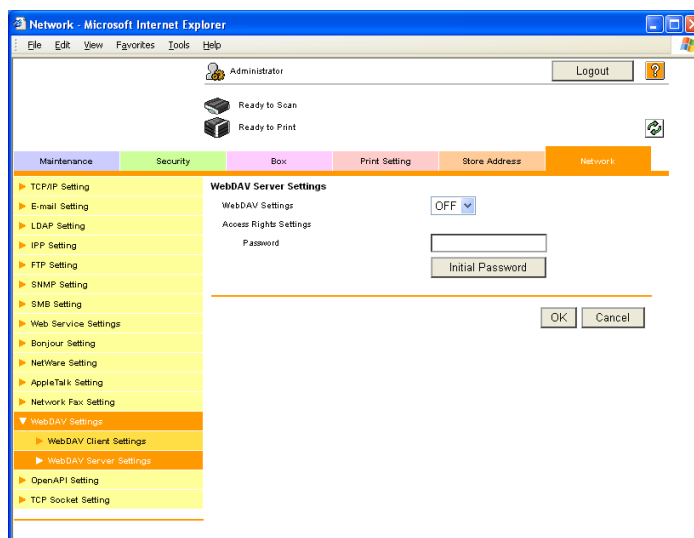 Network - Microsoft Internet Explorer
File Edit View Favorites Tools Help
Administrator
Logout
?
Ready to Scan
Ready to Print
Maintenance Security Box Print Setting Store Address Network
TCP/IP Setting
E-mail Setting
LDAP Setting
IPP Setting
FTP Setting
SNMP Setting
SMB Setting
Web Service Settings
Bonjour Setting
NetWare Setting
AppleTalk Setting
Network Fax Setting
WebDAV Settings
WebDAV Client Settings
WebDAV Server Settings
OpenAPI Setting
TCP Socket Setting
WebDAV Server Settings
WebDAV Settings OFF
Access Rights Settings
Password
Initial Password
OK Cancel